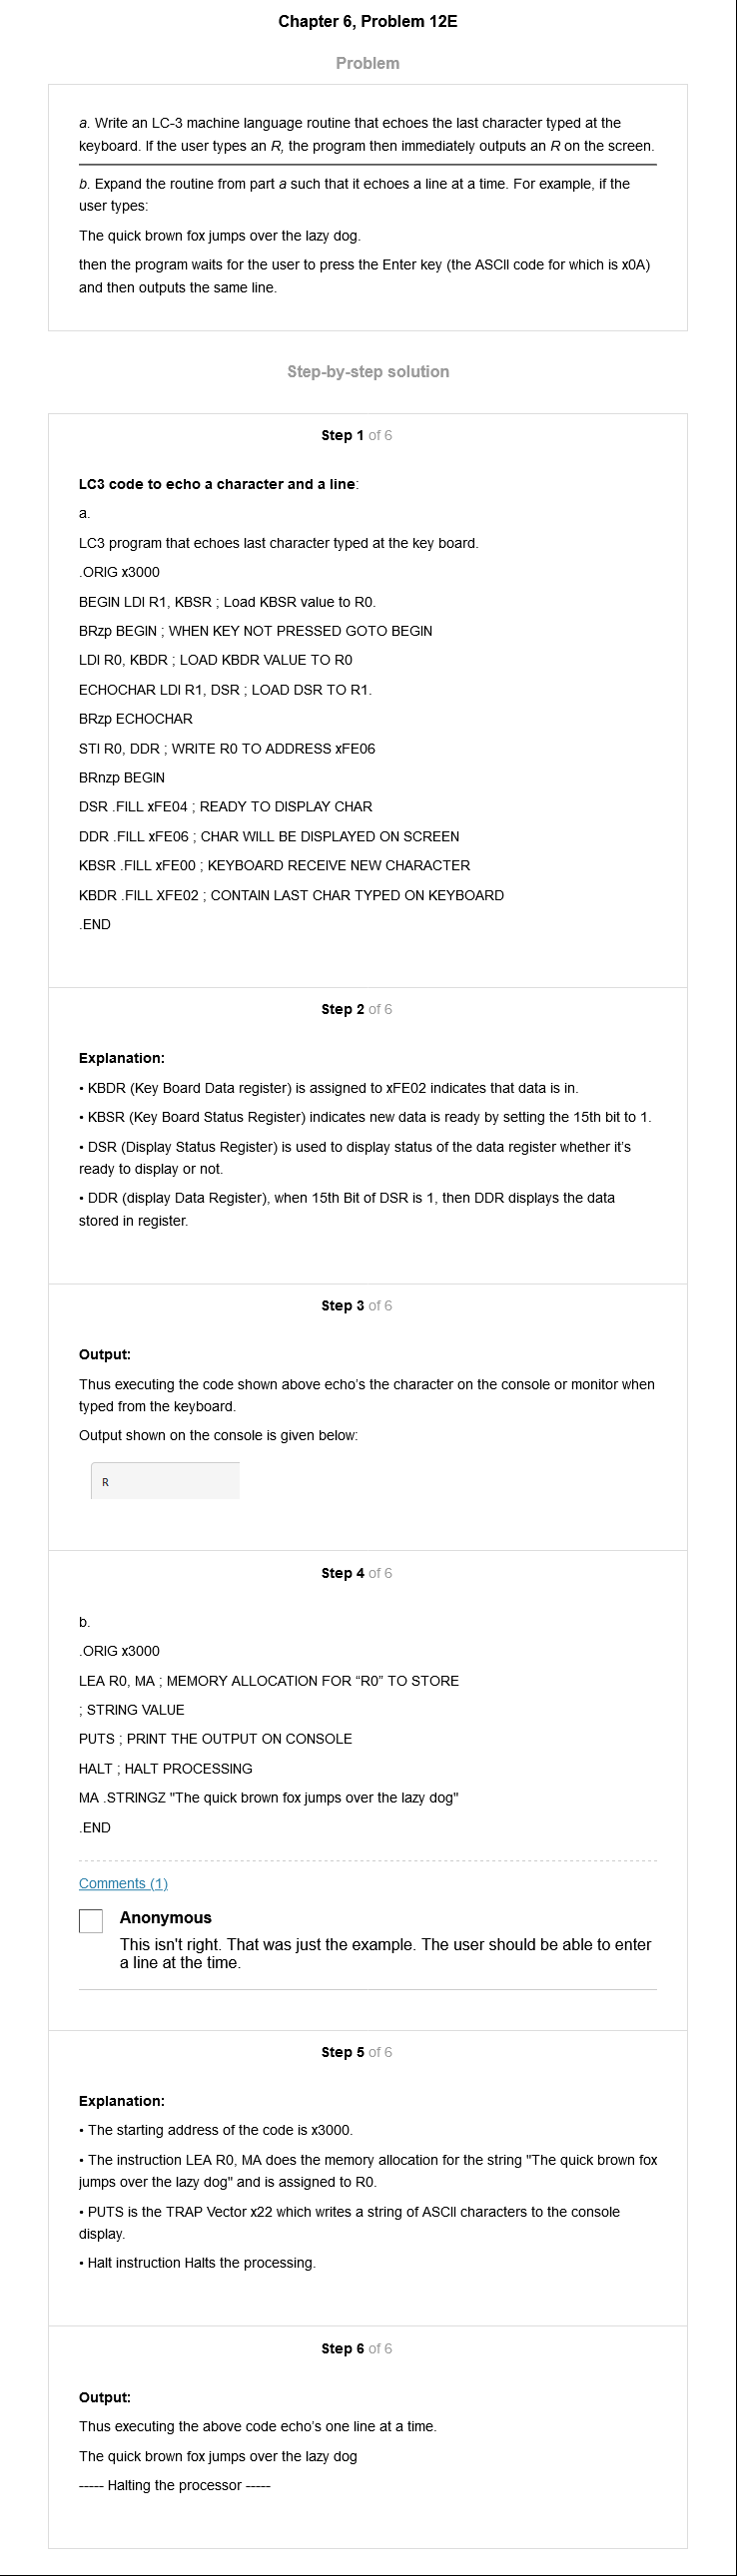 Chapter 6, Problem 12E
Problem
a. Write an LC-3 machine language routine that echoes the last character typed at the
keyboard. If the user types an R, the program then immediately outputs an R on the screen.
b. Expand the routine from part a such that it echoes a line at a time. For example, if the
user types:
The quick brown fox jumps over the lazy dog.
then the program waits for the user to press the Enter key (the ASCII code for which is x0A)
and then outputs the same line.
Step-by-step solution
Step 1 of 6
LC3 code to echo a character and a line:
a.
LC3 program that echoes last character typed at the key board.
.ORIG x3000
BEGIN LDI R1, KBSR ; Load KBSR value to R0.
BRzp BEGIN ; WHEN KEY NOT PRESSED GOTO BEGIN
LDI R0, KBDR ; LOAD KBDR VALUE TO R0
ECHOCHAR LDI R1, DSR ; LOAD DSR TO R1.
BRzp ECHOCHAR
STI R0, DDR ; WRITE R0 TO ADDRESS xFE06
BRnzp BEGIN
DSR .FILL xFE04 ; READY TO DISPLAY CHAR
DDR .FILL xFE06 ; CHAR WILL BE DISPLAYED ON SCREEN
KBSR .FILL xFE00 ; KEYBOARD RECEIVE NEW CHARACTER
KBDR .FILL XFE02 ; CONTAIN LAST CHAR TYPED ON KEYBOARD
.END
Step 2 of 6
Explanation:
• KBDR (Key Board Data register) is assigned to xFE02 indicates that data is in.
• KBSR (Key Board Status Register) indicates new data is ready by setting the 15th bit to 1.
• DSR (Display Status Register) is used to display status of the data register whether it's
ready to display or not.
• DDR (display Data Register), when 15th Bit of DSR is 1, then DDR displays the data
stored in register.
Step 3 of 6
Output:
Thus executing the code shown above echo's the character on the console or monitor when
typed from the keyboard.
Output shown on the console is given below:
R
Step 4 of 6
b.
.ORIG x3000
LEA R0, MA ; MEMORY ALLOCATION FOR “R0” TO STORE
; STRING VALUE
PUTS ; PRINT THE OUTPUT ON CONSOLE
HALT ; HALT PROCESSING
MA .STRINGZ "The quick brown fox jumps over the lazy dog"
.END
Comments (1)
Anonymous
This isn't right. That was just the example. The user should be able to enter
a line at the time.
Step 5 of 6
Explanation:
• The starting address of the code is x3000.
• The instruction LEA R0, MA does the memory allocation for the string "The quick brown fox
jumps over the lazy dog" and is assigned to R0.
• PUTS is the TRAP Vector x22 which writes a string of ASCII characters to the console
display.
• Halt instruction Halts the processing.
Step 6 of 6
Output:
Thus executing the above code echo's one line at a time.
The quick brown fox jumps over the lazy dog
----- Halting the processor -----